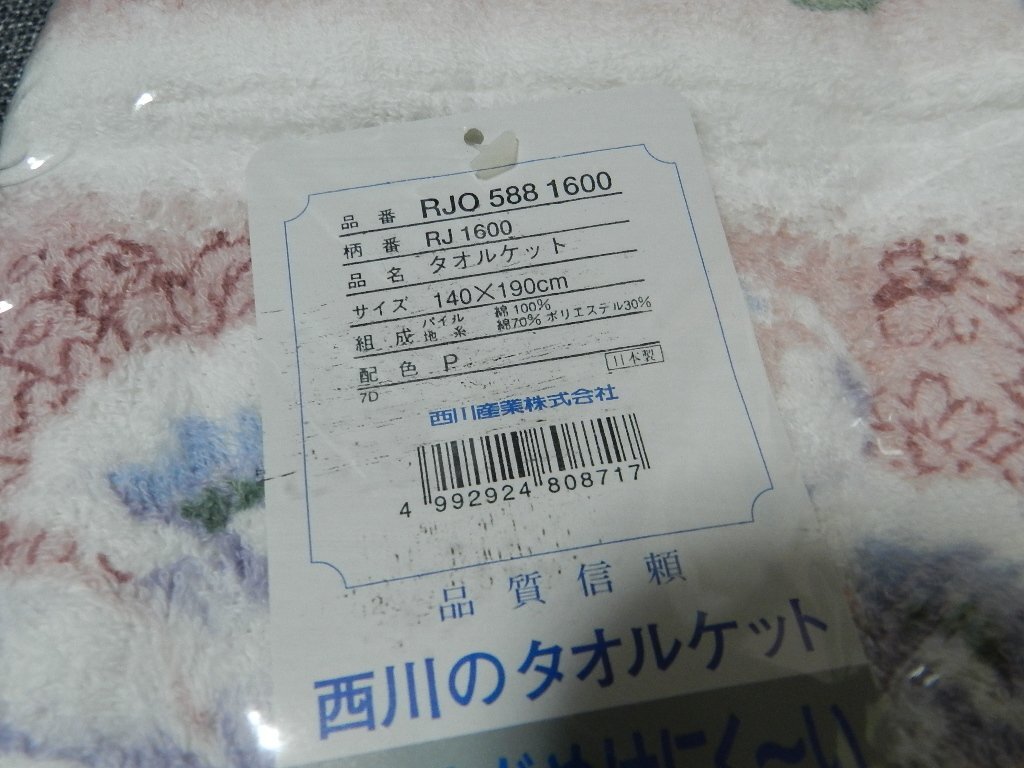 品番 RJO 588 1600
柄番 RJ 1600
品名 タオルケット
サイズ 140×190cm
組成 パイル 綿100%
地糸 綿70% ポリエステル30%
配色 P
7D 日本製
西川産業株式会社
4 992924 808717
品質信頼
西川のタオルケット
にく〜い